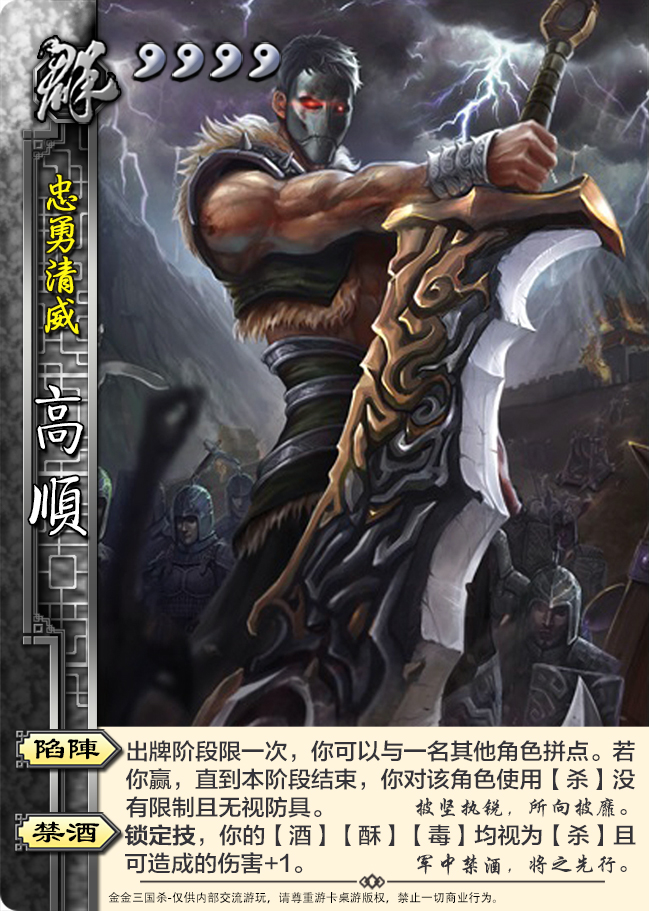 群
忠勇清威
高順
陷陣
出牌阶段限一次，你可以与一名其他角色拼点。若
你赢，直到本阶段结束，你对该角色使用【杀】没
有限制且无视防具。 被坚执锐，所向披靡。
禁酒
锁定技，你的【酒】【酥】【毒】均视为【杀】且
可造成的伤害+1。 军中禁酒，将之先行。
金金三国杀-仅供内部交流游玩，请尊重游卡桌游版权，禁止一切商业行为。